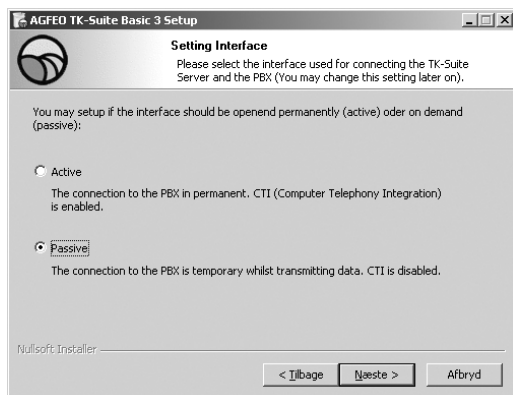 AGFEO TK-Suite Basic 3 Setup
Setting Interface
Please select the interface used for connecting the TK-Suite
Server and the PBX (You may change this setting later on).
You may setup if the interface should be openend permanently (active) oder on demand
(passive):
Active
The connection to the PBX in permanent. CTI (Computer Telephony Integration)
is enabled.
Passive
The connection to the PBX is temporary whilst transmitting data. CTI is disabled.
Nullsoft Installer
< Tilbage Næste > Afbryd